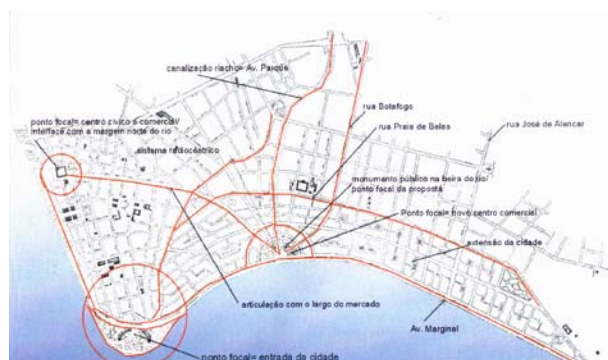 canalização riacho= Av. Parque
ponto focal= centro cívico e comercial/
interface com a margem norte do rio
sistema radiocêntrico
rua Botafogo
rua Praia de Belas
rua José de Alencar
monumento público na beira do rio/
ponto focal da proposta
Ponto focal= novo centro comercial
extensão da cidade
articulação com o largo do mercado
Av. Marginal
ponto focal= entrada da cidade